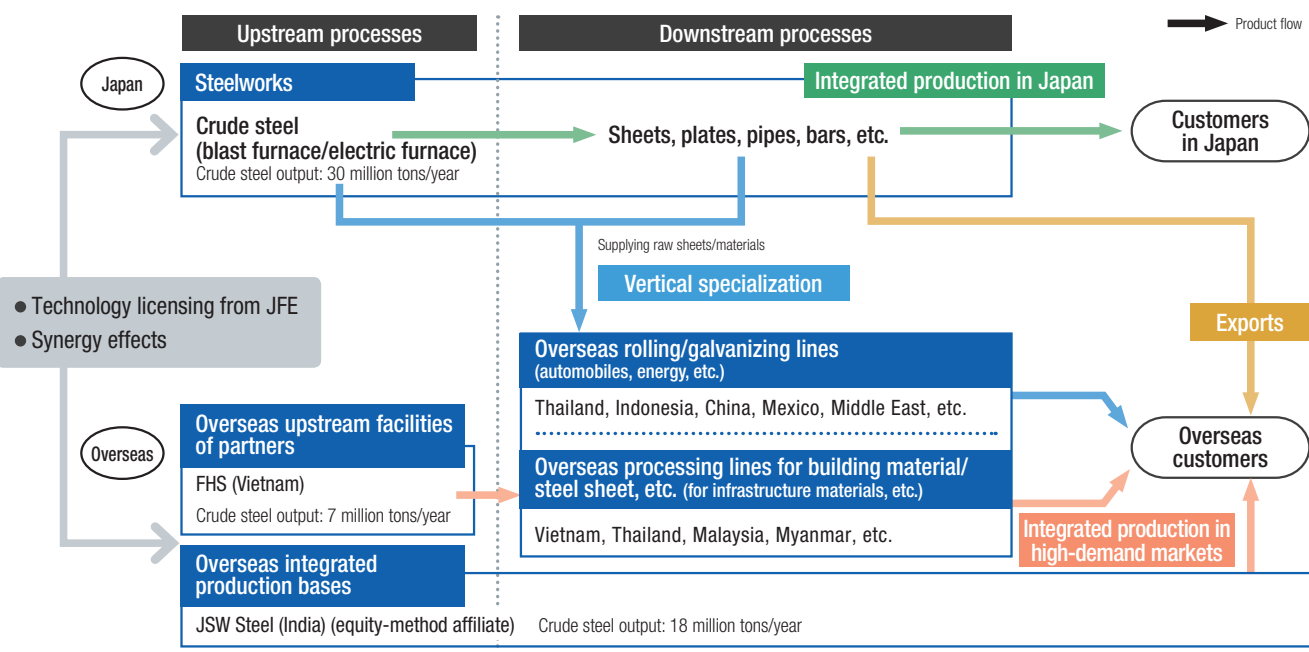 Upstream processes
Downstream processes
Product flow
Japan
Steelworks
Integrated production in Japan
Crude steel
(blast furnace/electric furnace)
Crude steel output: 30 million tons/year
Sheets, plates, pipes, bars, etc.
Customers
in Japan
Supplying raw sheets/materials
Vertical specialization
● Technology licensing from JFE
● Synergy effects
Exports
Overseas rolling/galvanizing lines
(automobiles, energy, etc.)
Thailand, Indonesia, China, Mexico, Middle East, etc.
Overseas
Overseas upstream facilities
of partners
FHS (Vietnam)
Crude steel output: 7 million tons/year
Overseas processing lines for building material/
steel sheet, etc. (for infrastructure materials, etc.)
Vietnam, Thailand, Malaysia, Myanmar, etc.
Overseas
customers
Integrated production in
high-demand markets
Overseas integrated
production bases
JSW Steel (India) (equity-method affiliate) Crude steel output: 18 million tons/year